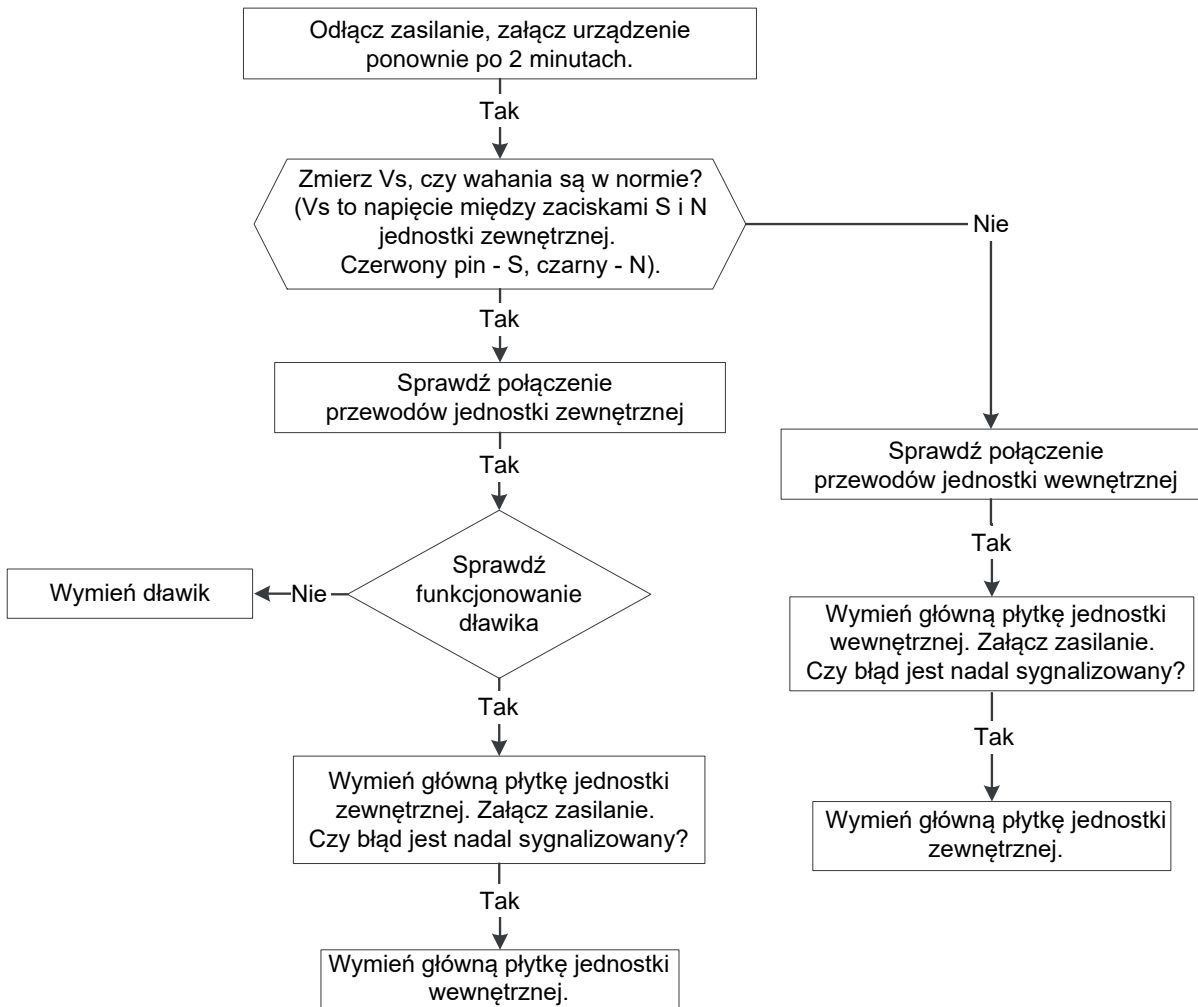 Odłącz zasilanie, załącz urządzenie
ponownie po 2 minutach.
Tak
Zmierz Vs, czy wahania są w normie?
(Vs to napięcie między zaciskami S i N
jednostki zewnętrznej.
Czerwony pin - S, czarny - N).
Nie
Tak
Sprawdź połączenie
przewodów jednostki zewnętrznej
Tak
Sprawdź
funkcjonowanie
dławika
Nie
Wymień dławik
Tak
Wymień główną płytkę jednostki
zewnętrznej. Załącz zasilanie.
Czy błąd jest nadal sygnalizowany?
Tak
Wymień główną płytkę jednostki
wewnętrznej.
Sprawdź połączenie
przewodów jednostki wewnętrznej
Tak
Wymień główną płytkę jednostki
wewnętrznej. Załącz zasilanie.
Czy błąd jest nadal sygnalizowany?
Tak
Wymień główną płytkę jednostki
zewnętrznej.